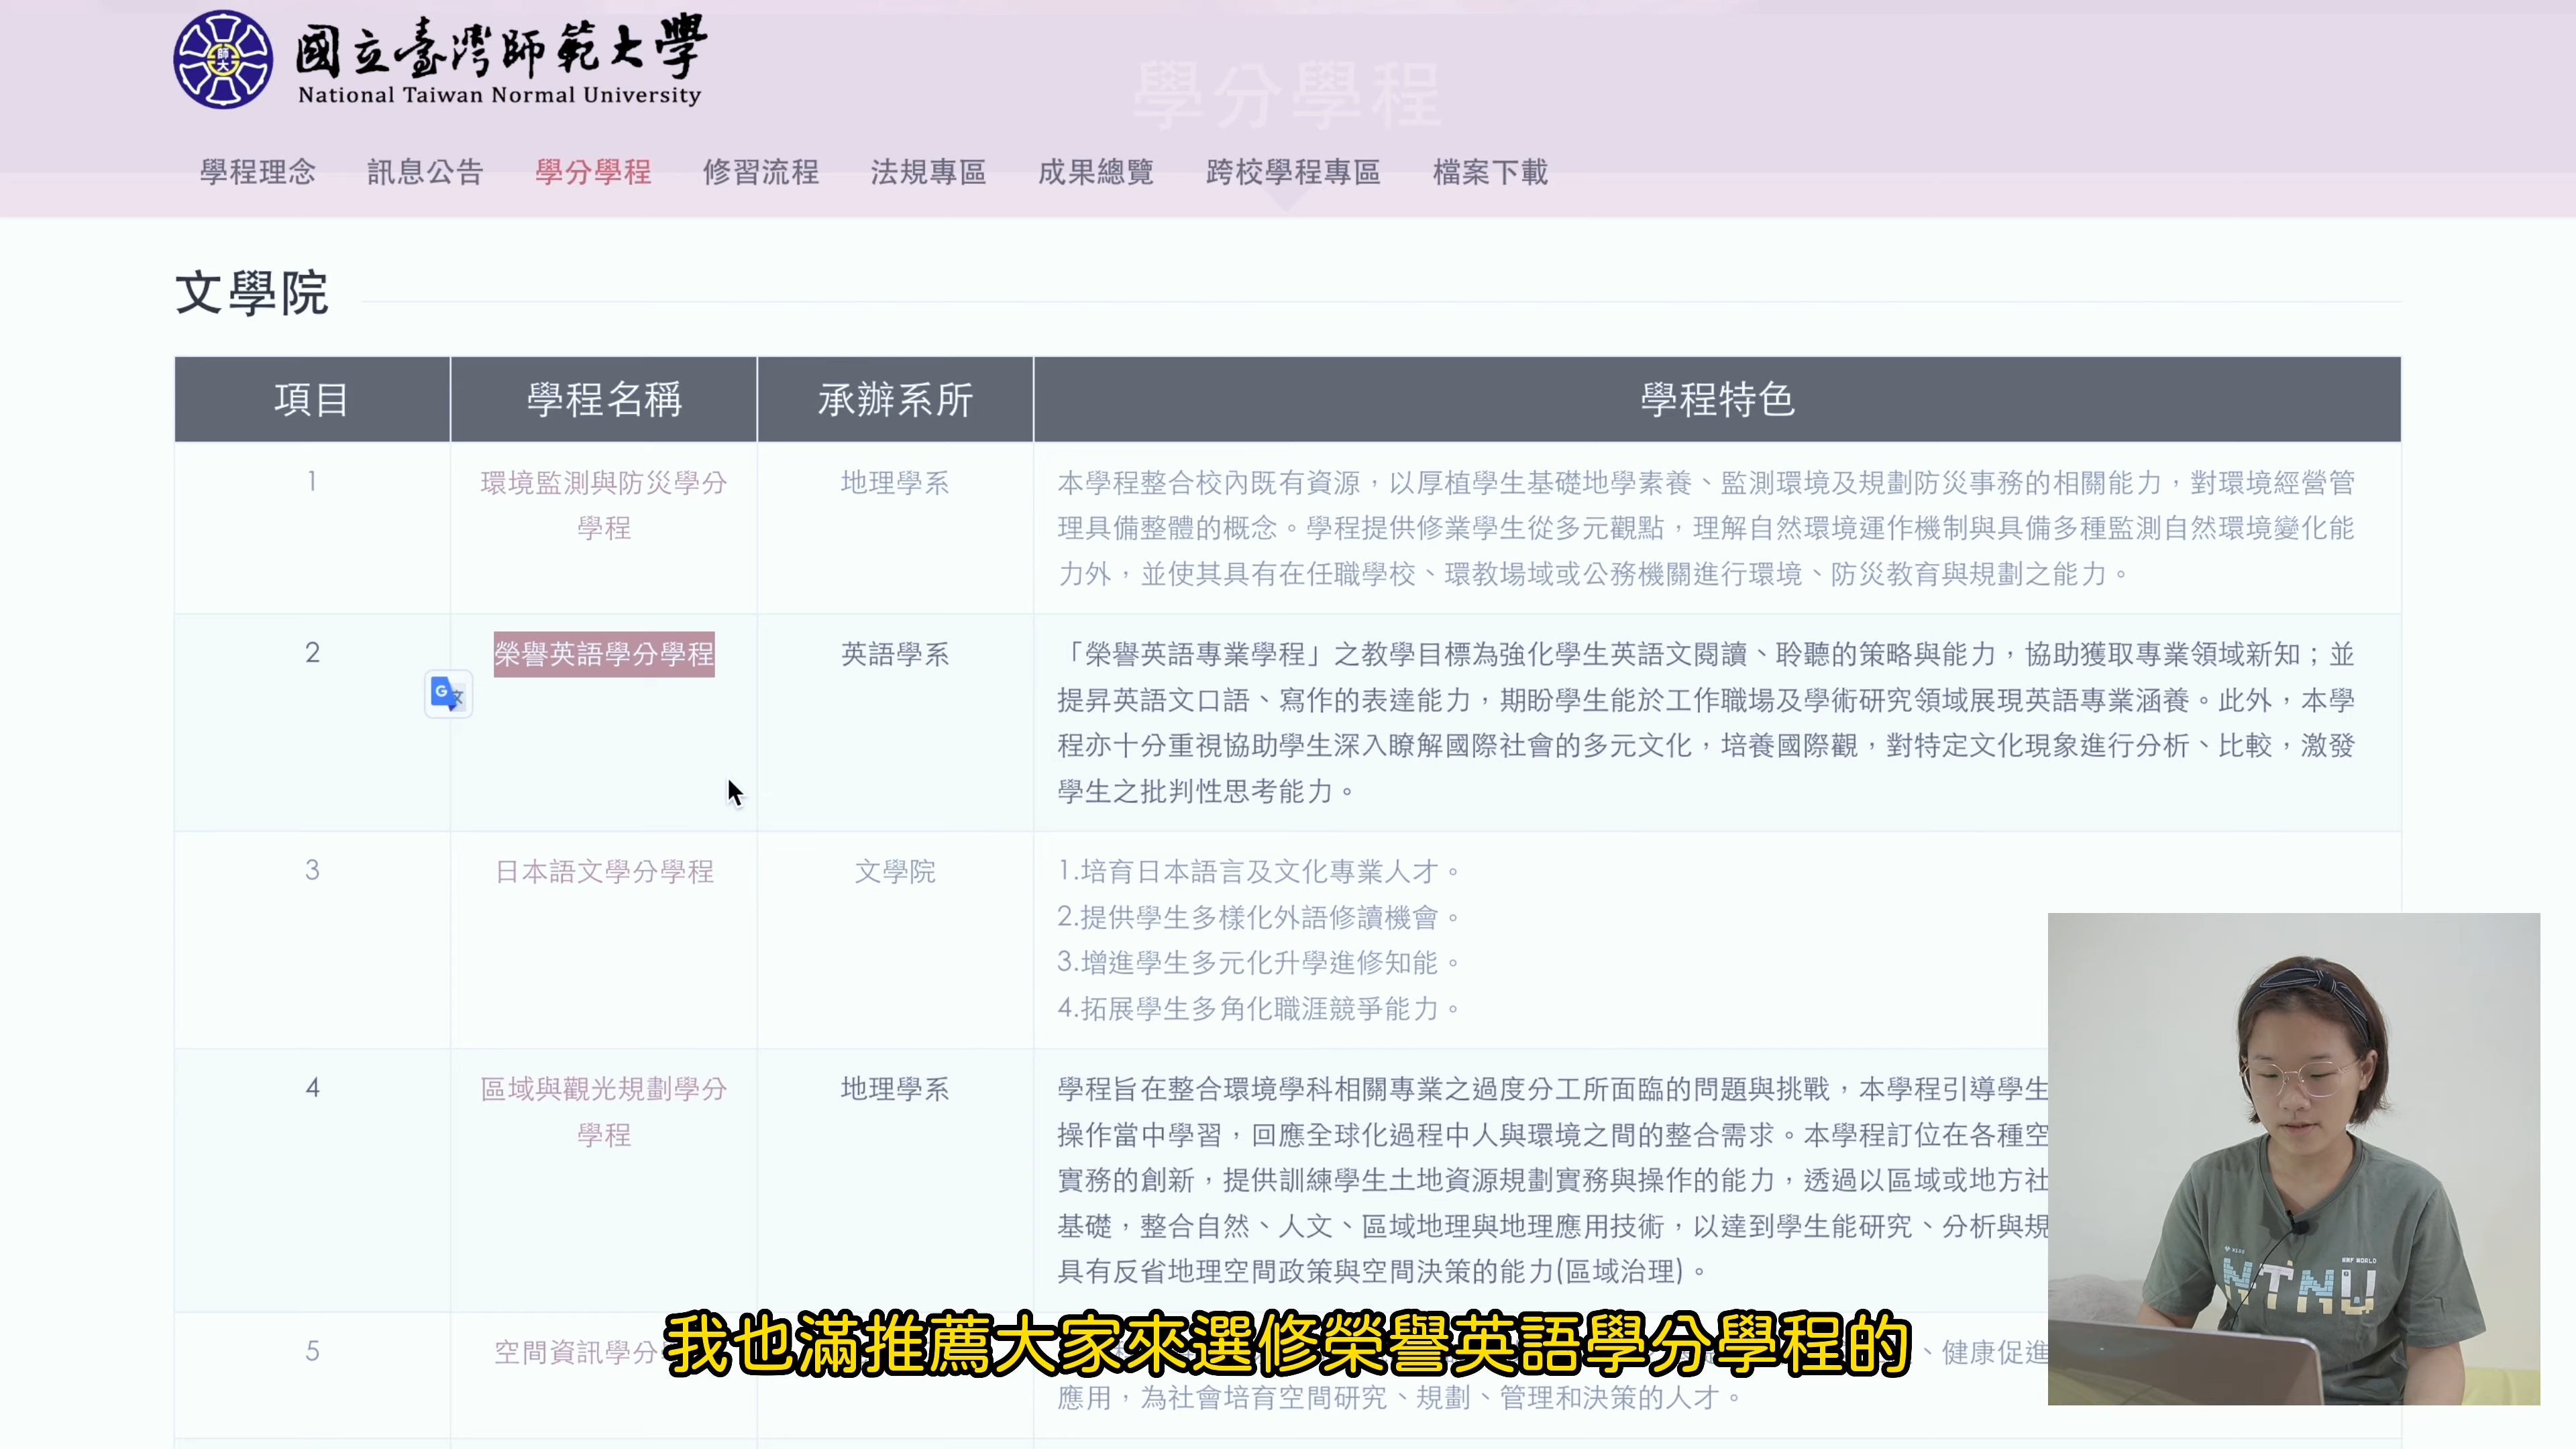 國立臺灣師範大學
National Taiwan Normal University
學分學程
學程理念 訊息公告 學分學程 修習流程 法規專區 成果總覽 跨校學程專區 檔案下載
文學院
項目 學程名稱 承辦系所 學程特色
1 環境監測與防災學分 地理學系 本學程整合校內既有資源，以厚植學生基礎地學素養、監測環境及規劃防災事務的相關能力，對環境經營管
學程 理具備整體的概念。學程提供修業學生從多元觀點，理解自然環境運作機制與具備多種監測自然環境變化能
力外，並使其具有在任職學校、環教場域或公務機關進行環境、防災教育與規劃之能力。
2 榮譽英語學分學程 英語學系 「榮譽英語專業學程」之教學目標為強化學生英語文閱讀、聆聽的策略與能力，協助獲取專業領域新知；並
提昇英語文口語、寫作的表達能力，期盼學生能於工作職場及學術研究領域展現英語專業涵養。此外，本學
程亦十分重視協助學生深入瞭解國際社會的多元文化，培養國際觀，對特定文化現象進行分析、比較，激發
學生之批判性思考能力。
3 日本語文學分學程 文學院 1.培育日本語言及文化專業人才。
2.提供學生多樣化外語修讀機會。
3.增進學生多元化升學進修知能。
4.拓展學生多角化職涯競爭能力。
4 區域與觀光規劃學分 地理學系 學程旨在整合環境學科相關專業之過度分工所面臨的問題與挑戰，本學程引導學生
學程 操作當中學習，回應全球化過程中人與環境之間的整合需求。本學程訂位在各種空
實務的創新，提供訓練學生土地資源規劃實務與操作的能力，透過以區域或地方社
基礎，整合自然、人文、區域地理與地理應用技術，以達到學生能研究、分析與規
具有反省地理空間政策與空間決策的能力(區域治理)。
5 空間資訊學分 、健康促進
應用，為社會培育空間研究、規劃、管理和決策的人才。
我也滿推薦大家來選修榮譽英語學分學程的
NTNU